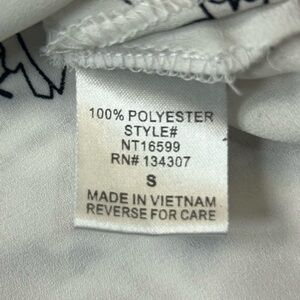 100% POLYESTER
STYLE#
NT16599
RN# 134307
S
MADE IN VIETNAM
REVERSE FOR CARE